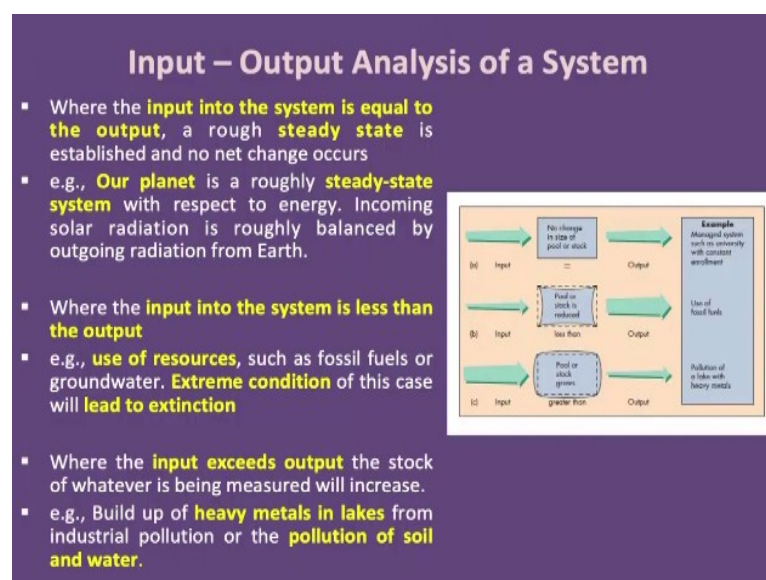 Input – Output Analysis of a System
▪ Where the input into the system is equal to
the output, a rough steady state is
established and no net change occurs
▪ e.g., Our planet is a roughly steady-state
system with respect to energy. Incoming
solar radiation is roughly balanced by
outgoing radiation from Earth.
▪ Where the input into the system is less than
the output
▪ e.g., use of resources, such as fossil fuels or
groundwater. Extreme condition of this case
will lead to extinction
▪ Where the input exceeds output the stock
of whatever is being measured will increase.
▪ e.g., Build up of heavy metals in lakes from
industrial pollution or the pollution of soil
and water.
No change
in size of
pool or stock
(a) Input = Output
Example
Managed system
such as university
with constant
enrollment
Pool or
stock is
reduced
(b) Input less than Output
Use of
fossil fuels
Pool or
stock
grows
(c) Input greater than Output
Pollution of
a lake with
heavy metals